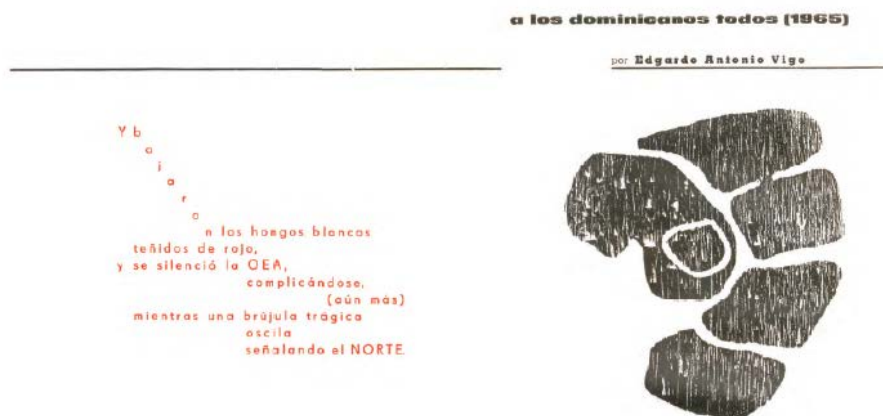 a los dominicanos todos (1965)
por Edgardo Antonio Vigo
Y b
a
j
a
r
o
n los hongos blancos
teñidos de rojo,
y se silenció la OEA,
complicándose,
(aún más)
mientras una brújula trágica
oscila
señalando el NORTE.